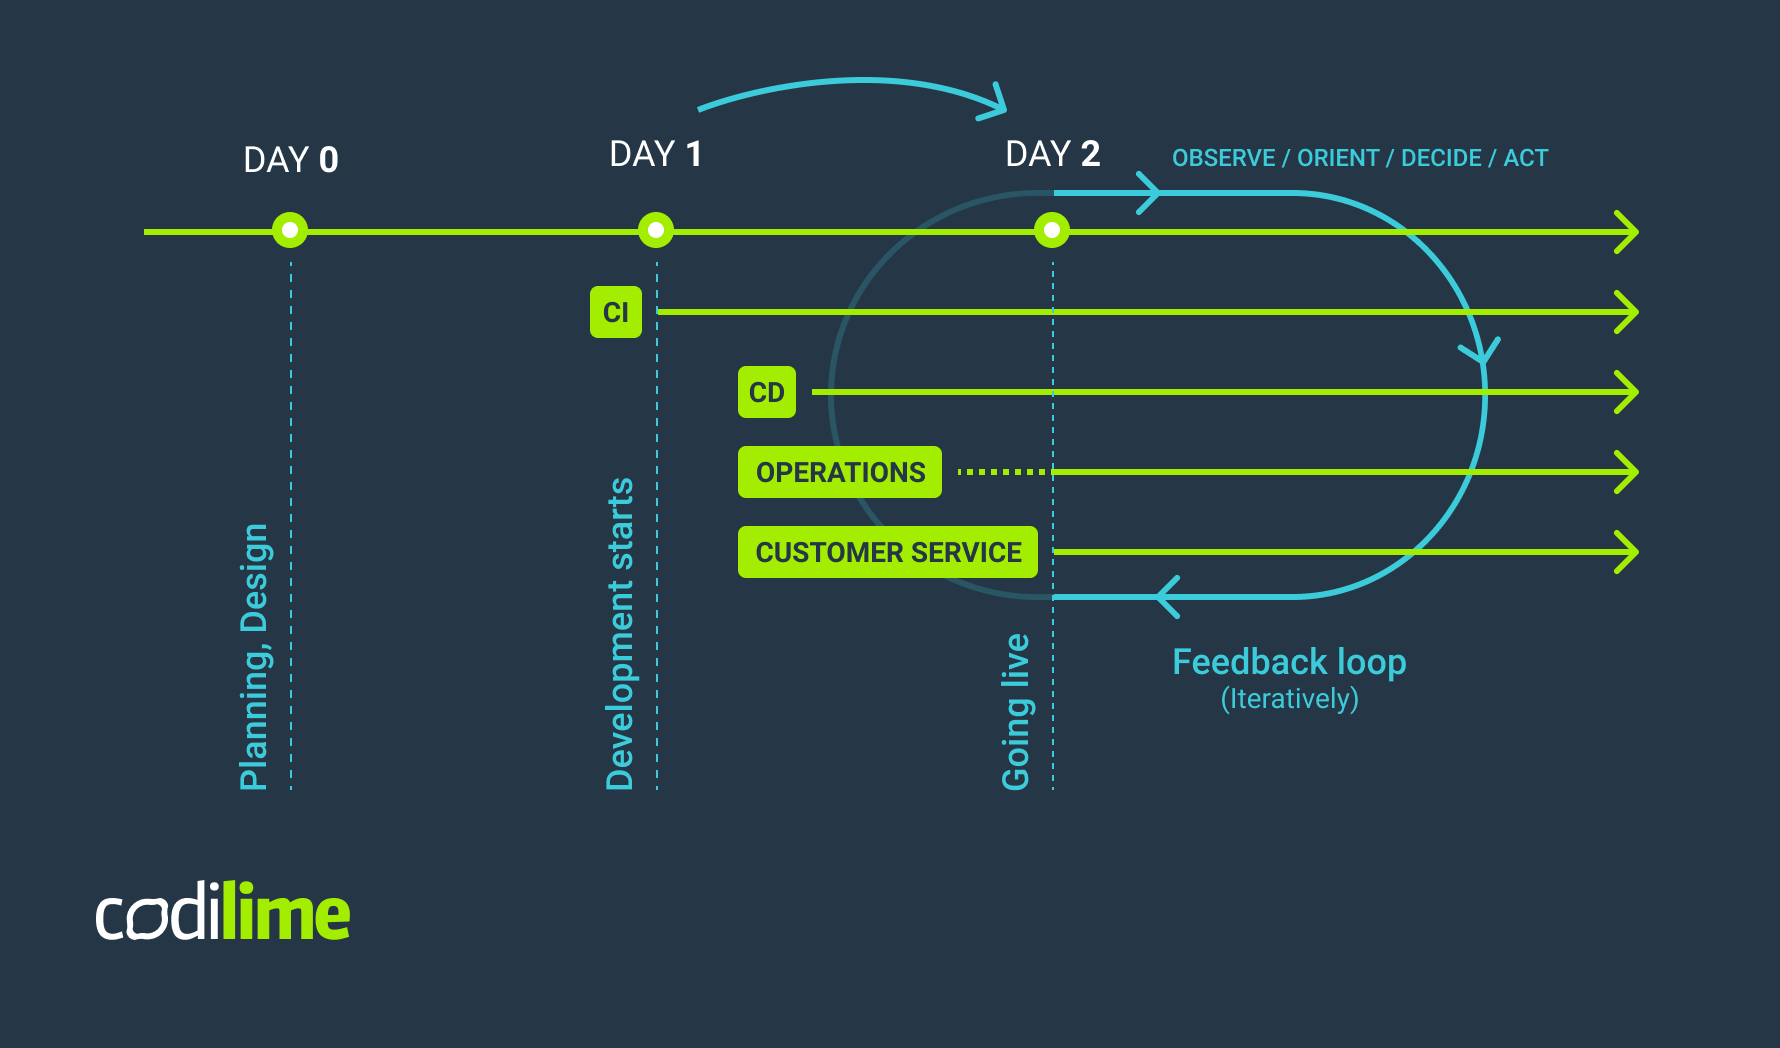 DAY 0
DAY 1
DAY 2
OBSERVE / ORIENT / DECIDE / ACT
CI
CD
OPERATIONS
CUSTOMER SERVICE
Planning, Design
Development starts
Going live
Feedback loop
(Iteratively)
codilime